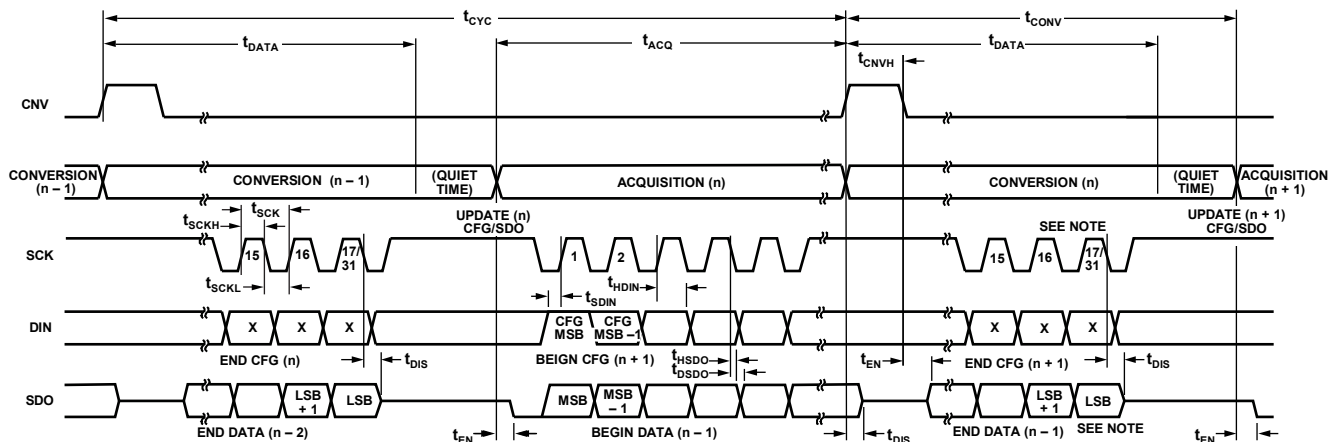 tCYC tCONV
tDATA tACQ tDATA
tCNVH
CNV
CONVERSION
(n – 1)
CONVERSION (n – 1)
(QUIET
TIME)
ACQUISITION (n)
CONVERSION (n)
(QUIET
TIME)
ACQUISITION
(n + 1)
tSCKH tSCK
UPDATE (n)
CFG/SDO
SEE NOTE
UPDATE (n + 1)
CFG/SDO
SCK
15 16 17/
31
1 2
15 16 17/
31
tSCKL
tHDIN
tSDIN
DIN
X X X
CFG
MSB
CFG
MSB –1
X X X
END CFG (n)
tDIS
BEIGN CFG (n + 1)
tHSDO
tDSDO
tEN
END CFG (n + 1)
tDIS
SDO
LSB
+ 1
LSB
MSB
MSB
–1
LSB
+ 1
LSB
END DATA (n – 2)
tEN
BEGIN DATA (n – 1)
tDIS
END DATA (n – 1)
SEE NOTE
tEN